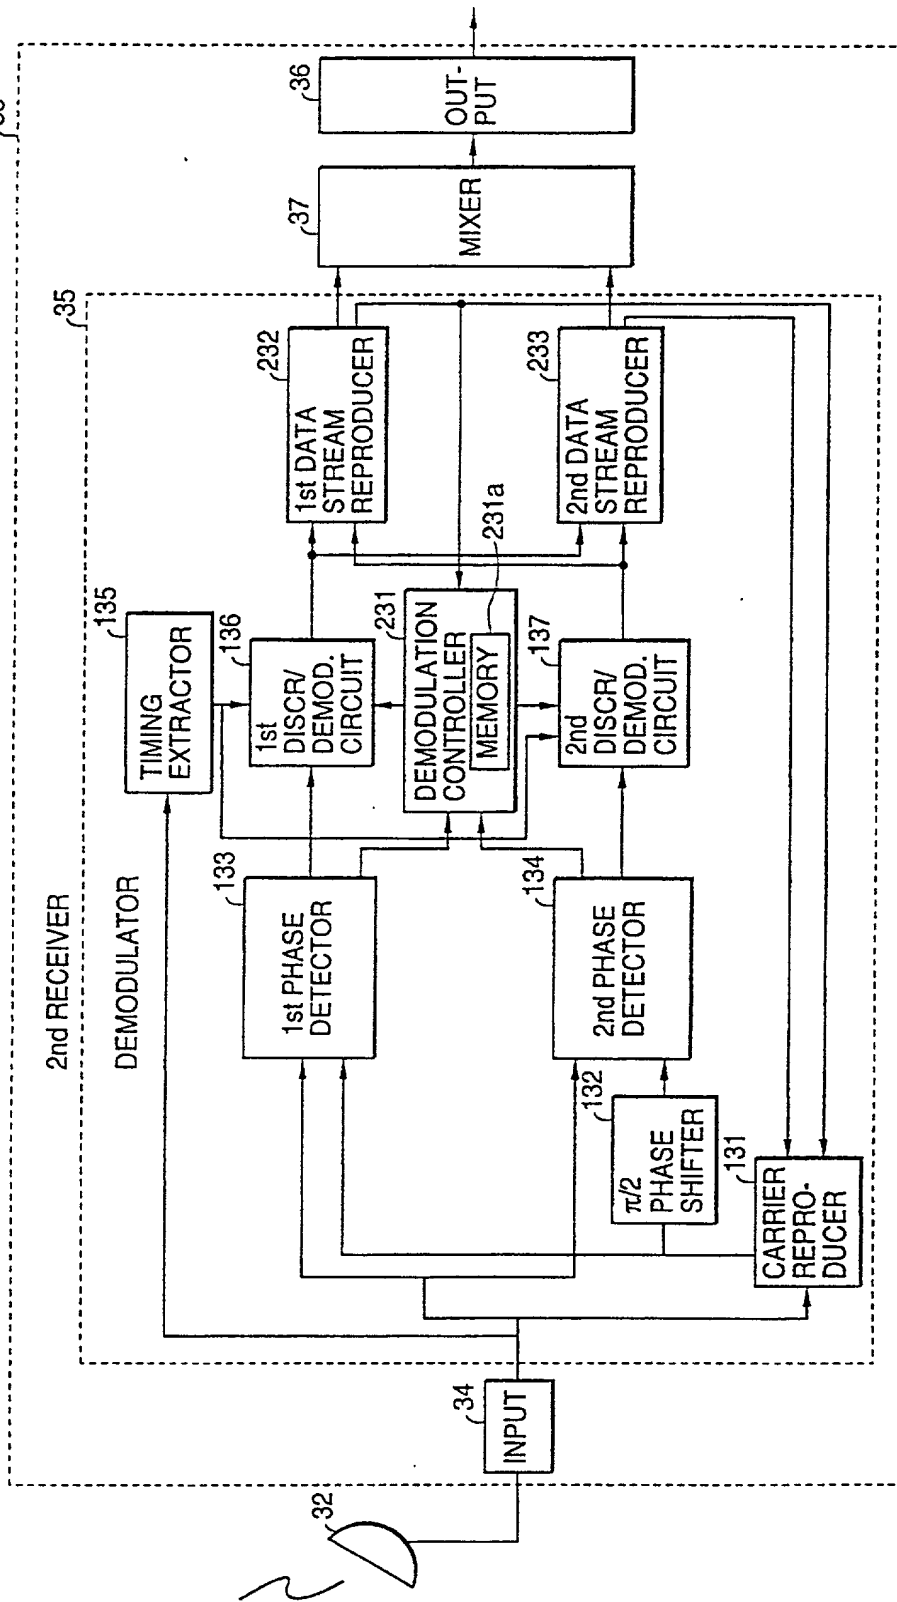 2nd RECEIVER
35
DEMODULATOR
32
34
INPUT
135
TIMING
EXTRACTOR
133
1st PHASE
DETECTOR
136
1st
DISCR/
DEMOD.
CIRCUIT
232
1st DATA
STREAM
REPRODUCER
37
MIXER
36
OUT-
PUT
231
DEMODULATION
CONTROLLER
231a
MEMORY
134
2nd PHASE
DETECTOR
137
2nd
DISCR/
DEMOD.
CIRCUIT
233
2nd DATA
STREAM
REPRODUCER
132
π/2
PHASE
SHIFTER
131
CARRIER
REPRO-
DUCER